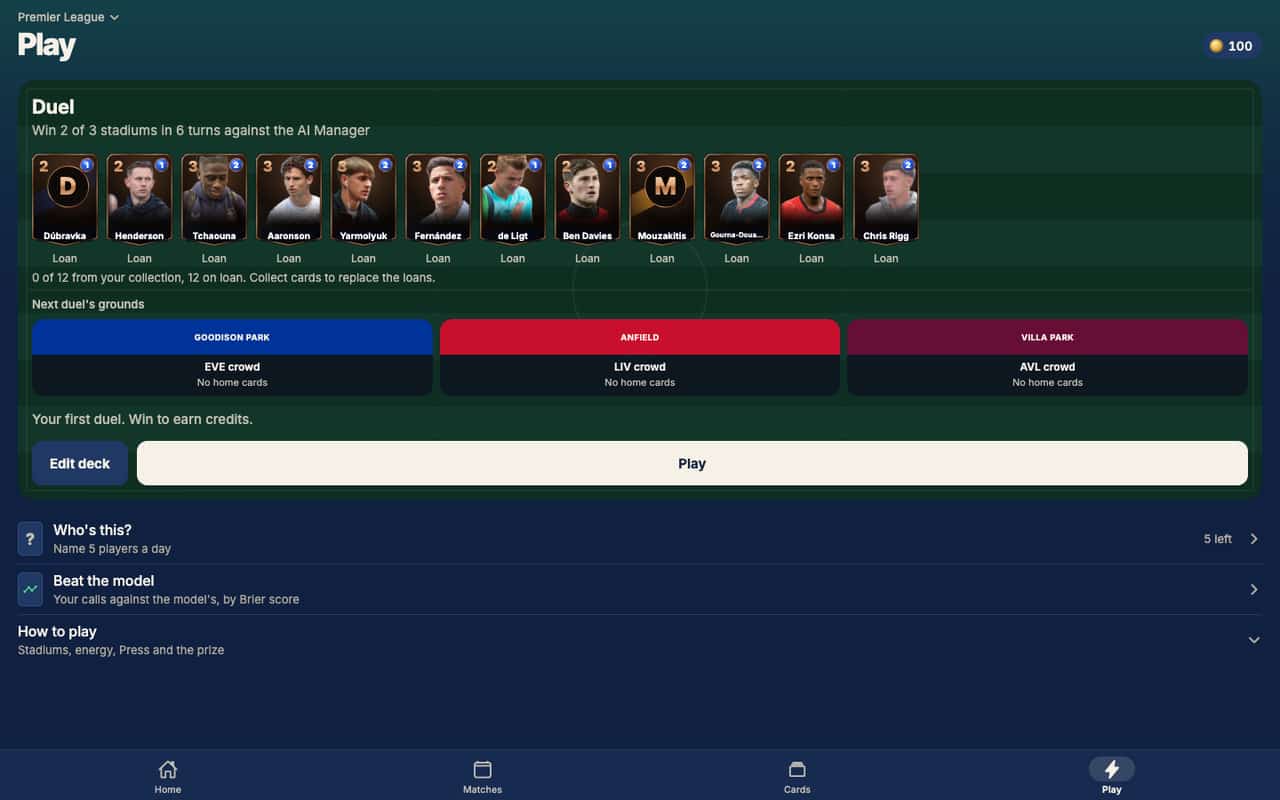 Premier League
Play
100
Duel
Win 2 of 3 stadiums in 6 turns against the AI Manager
2 D 1 Dúbravka
2 1 Henderson
3 2 Tchaouna
3 2 Aaronson
3 2 Yarmolyuk
3 2 Fernández
2 1 de Ligt
2 1 Ben Davies
3 M 2 Mouzakitis
3 2 Gourna-Doua...
2 1 Ezri Konsa
3 2 Chris Rigg
Loan Loan Loan Loan Loan Loan Loan Loan Loan Loan Loan Loan
0 of 12 from your collection, 12 on loan. Collect cards to replace the loans.
Next duel's grounds
GOODISON PARK
EVE crowd
No home cards
ANFIELD
LIV crowd
No home cards
VILLA PARK
AVL crowd
No home cards
Your first duel. Win to earn credits.
Edit deck
Play
?
Who's this?
Name 5 players a day
5 left
Beat the model
Your calls against the model's, by Brier score
How to play
Stadiums, energy, Press and the prize
Home
Matches
Cards
Play